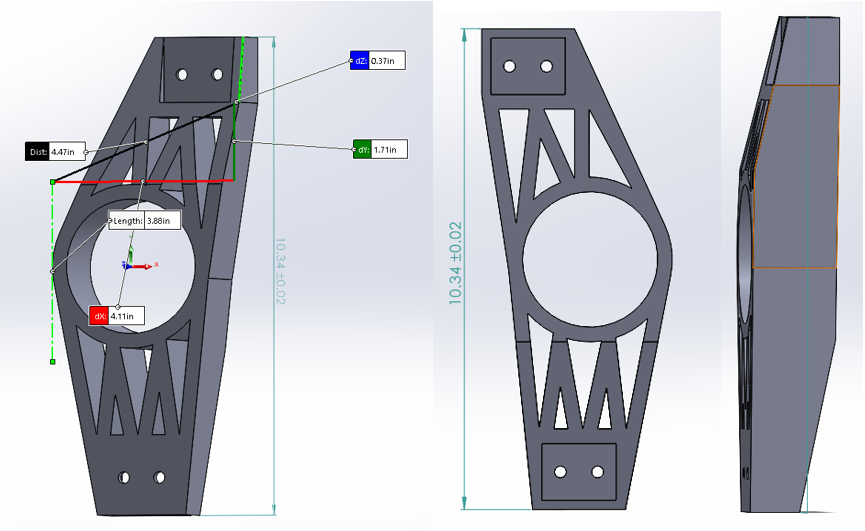 dZ: 0.37in
Dist: 4.47in
dY: 1.71in
Length: 3.88in
x
dX: 4.11in
10.34 ±0.02
10.34 ±0.02